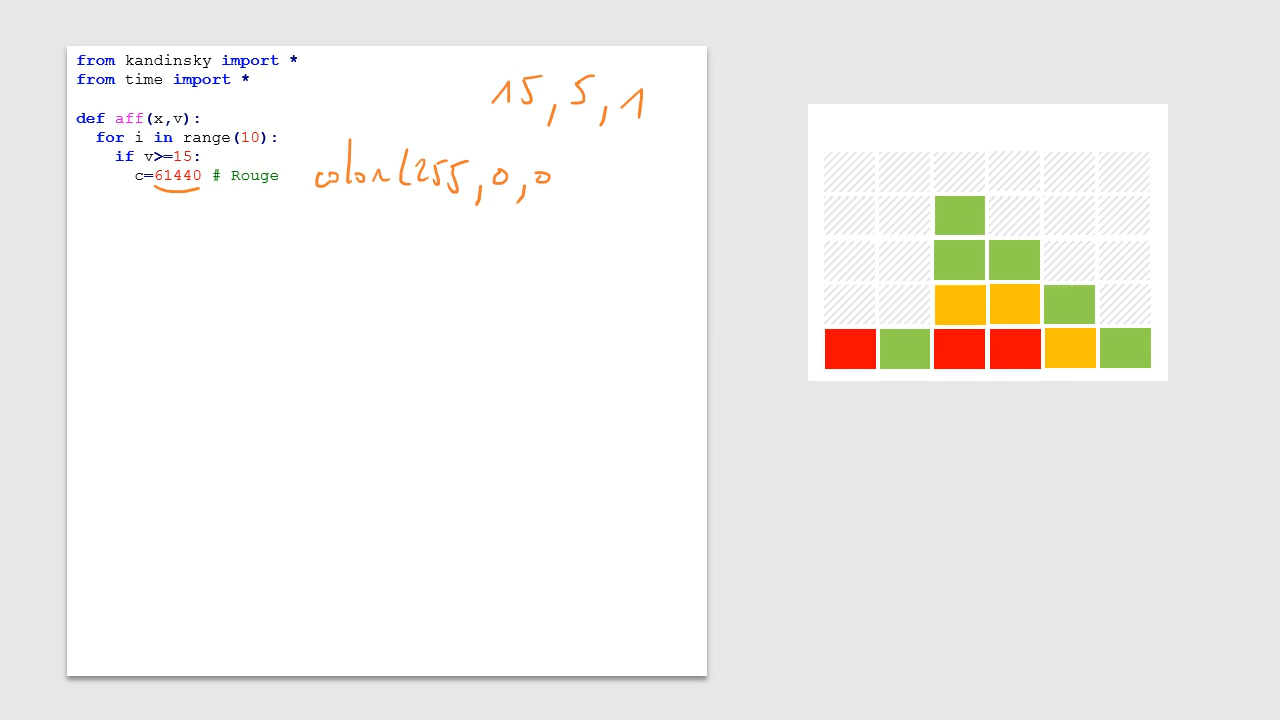 from kandinsky import *
from time import *
15, 5, 1
def aff(x,v):
  for i in range(10):
    if v>=15:
      c=61440 # Rouge
color(255, 0, 0